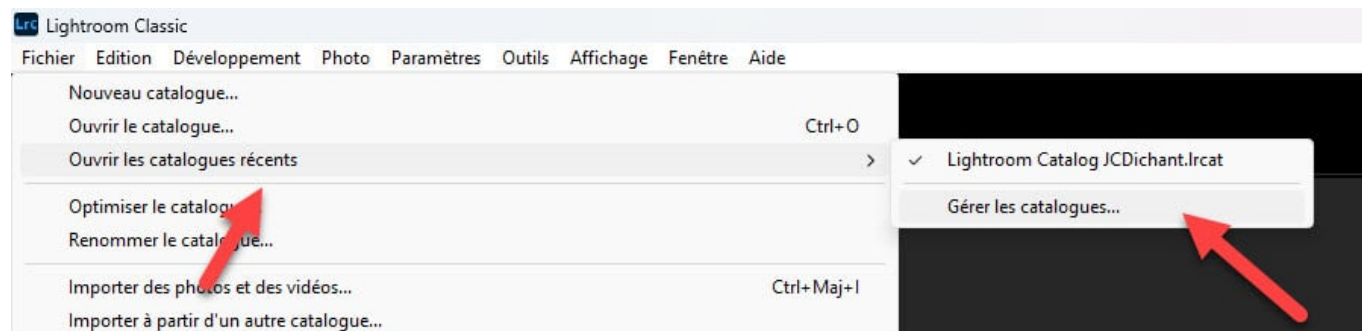 Lrc Lightroom Classic
Fichier Edition Développement Photo Paramètres Outils Affichage Fenêtre Aide
Nouveau catalogue...
Ouvrir le catalogue... Ctrl+O
Ouvrir les catalogues récents
Lightroom Catalog JCDichant.lrcat
Optimiser le catalogue...
Gérer les catalogues...
Renommer le catalogue...
Importer des photos et des vidéos... Ctrl+Maj+I
Importer à partir d'un autre catalogue...